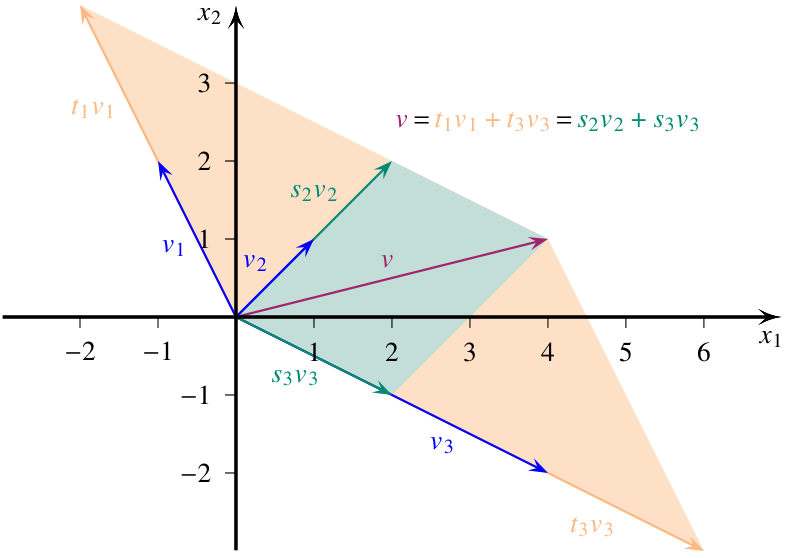 x₂
3
t₁v₁
v = t₁v₁ + t₃v₃ = s₂v₂ + s₃v₃
2
s₂v₂
v₁
1
v₂
v
−2
−1
1
2
3
4
5
6
x₁
s₃v₃
−1
v₃
−2
t₃v₃